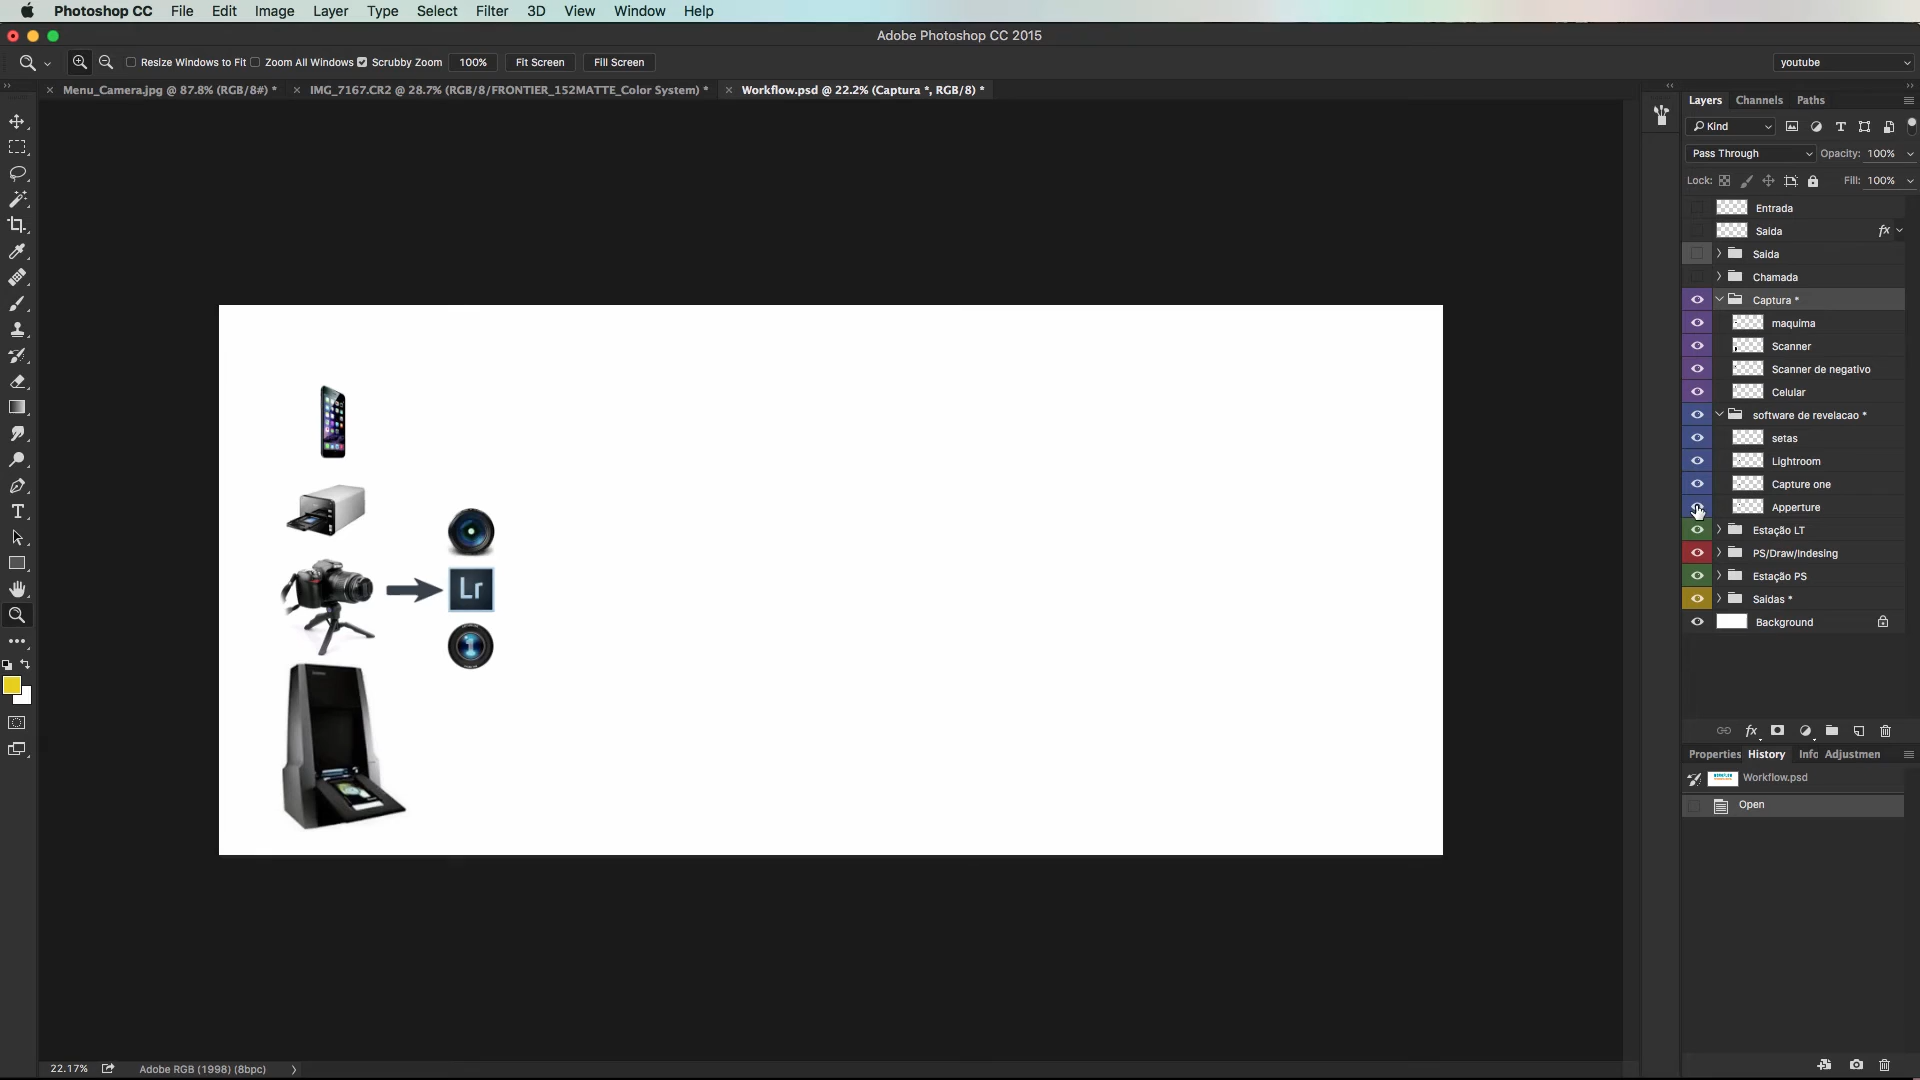 Photoshop CC File Edit Image Layer Type Select Filter 3D View Window Help
Adobe Photoshop CC 2015
Resize Windows to Fit Zoom All Windows Scrubby Zoom 100% Fit Screen Fill Screen youtube
Menu_Camera.jpg @ 87.8% (RGB/8#) * IMG_7167.CR2 @ 28.7% (RGB/8/FRONTIER_152MATTE_Color System) * Workflow.psd @ 22.2% (Captura *, RGB/8) *
Layers Channels Paths
Kind
Pass Through Opacity: 100%
Lock: Fill: 100%
Entrada
Saida fx
Saida
Chamada
Captura *
maquima
Scanner
Scanner de negativo
Celular
software de revelacao *
setas
Lightroom
Capture one
Apperture
Estação LT
PS/Draw/Indesing
Estação PS
Saidas *
Background
Lr
fx
Properties History Info Adjustmen
Workflow.psd
Open
22.17% Adobe RGB (1998) (8bpc)